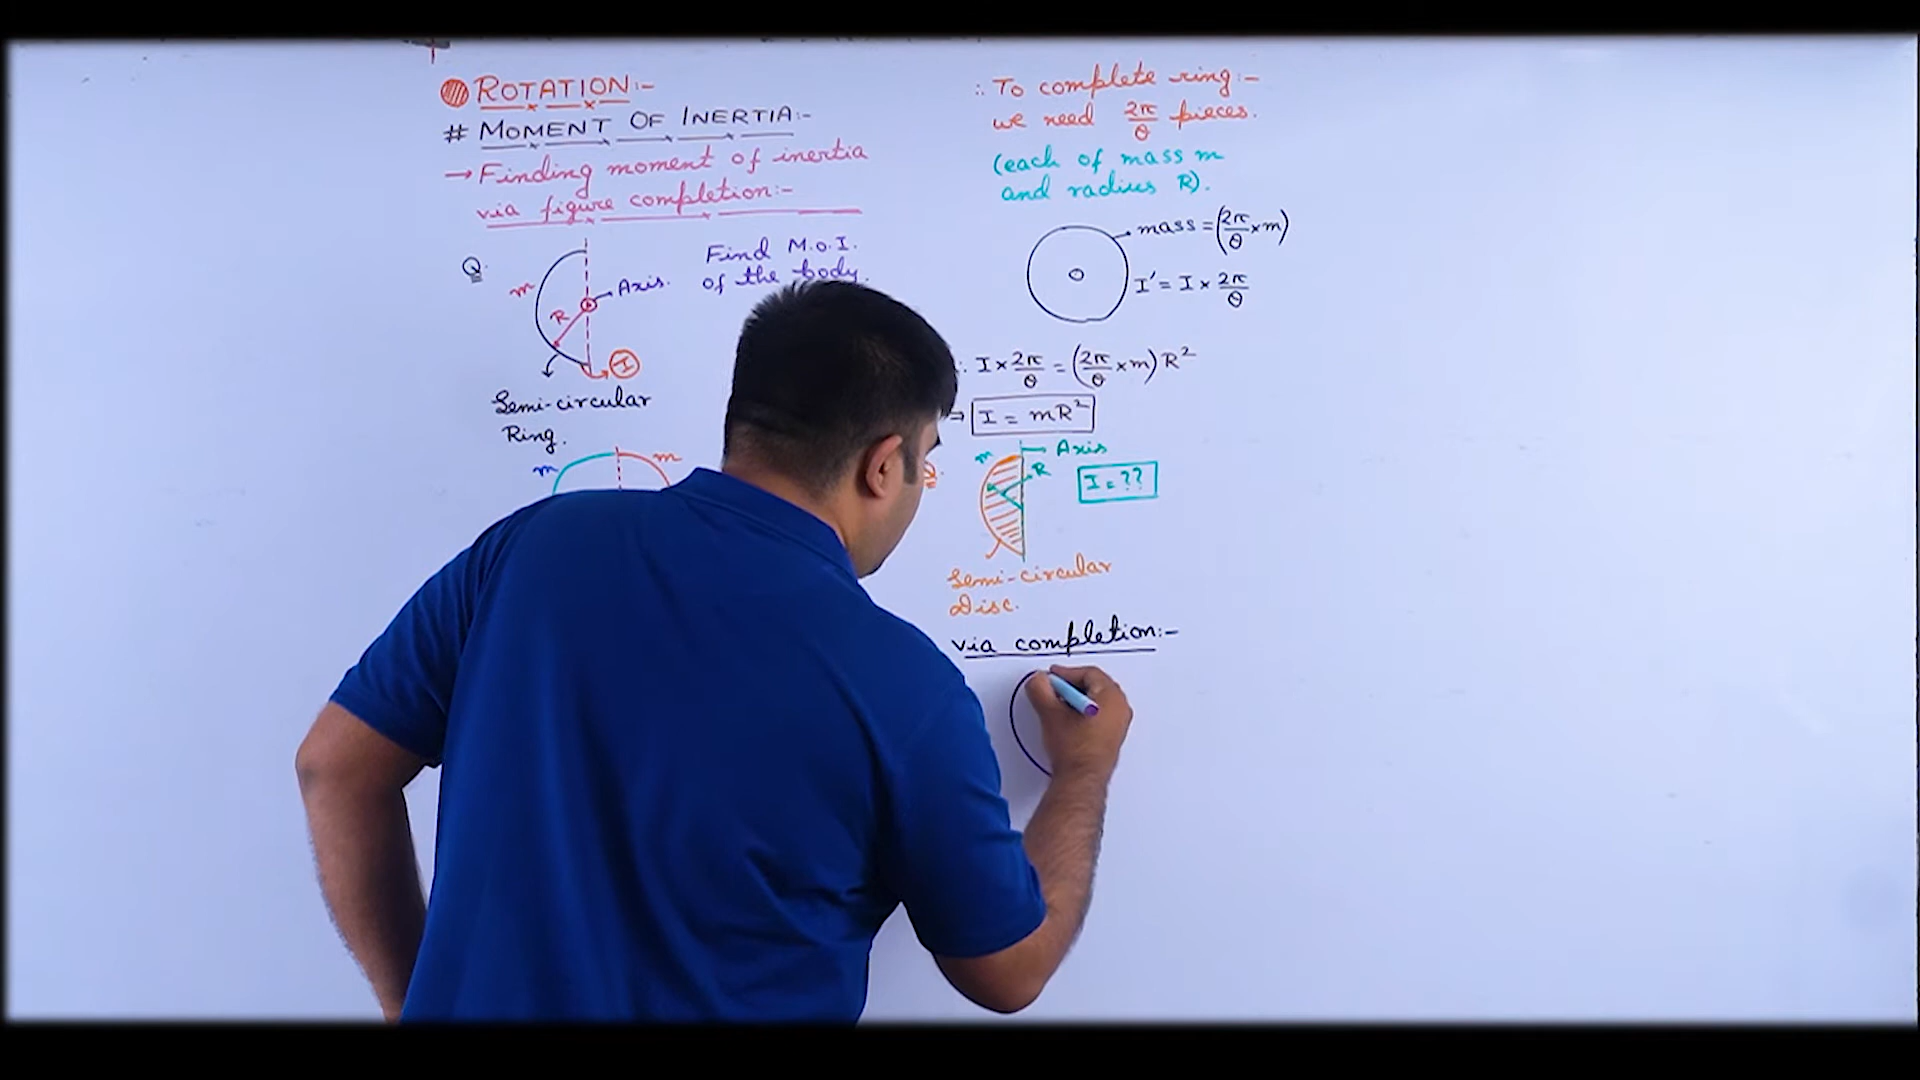 ROTATION:-
# MOMENT OF INERTIA:-
→ Finding moment of inertia
via figure completion:-
Q.
m
R
Axis.
I
Find M.O.I.
of the body.
Semi-circular
Ring.
m
m
∴ To complete ring:-
we need 2π/θ pieces.
(each of mass m
and radius R).
mass = (2π/θ × m)
I' = I × 2π/θ
∴ I × 2π/θ = (2π/θ × m) R²
⇒ I = mR²
Q.
m
Axis
R
I = ??
Semi-circular
Disc.
via completion:-